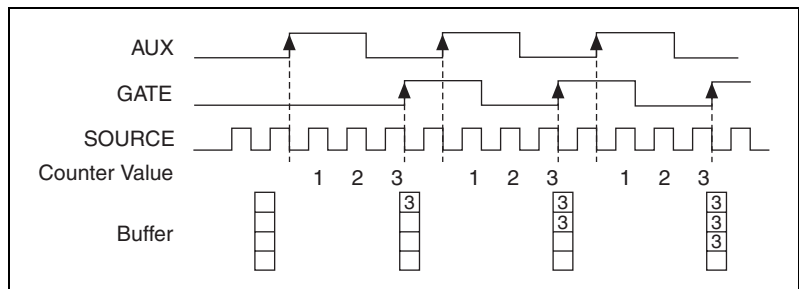 AUX
GATE
SOURCE
Counter Value 1 2 3 1 2 3 1 2 3
Buffer
3 3 3
3 3
3